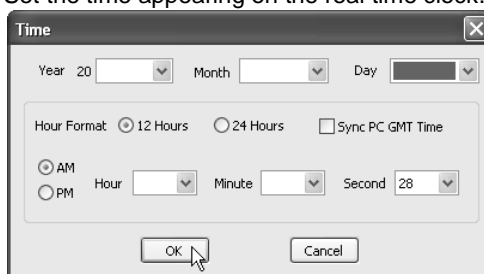 Set the time appearing on the real time clock.
Time
Year 20 Month Day
Hour Format 12 Hours 24 Hours Sync PC GMT Time
AM
PM Hour Minute Second 28
OK Cancel